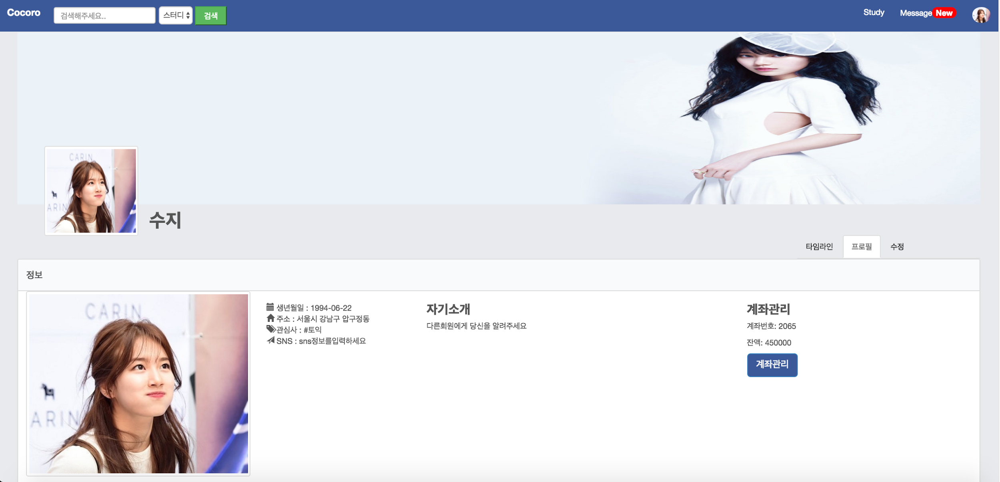 Cocoro
검색해주세요..
스터디
검색
Study
Message New
CARIN
ARIN
수지
타임라인
프로필
수정
정보
CARIN
ARIN
생년월일 : 1994-06-22
주소 : 서울시 강남구 압구정동
관심사 : #토익
SNS : sns정보를입력하세요
자기소개
다른회원에게 당신을 알려주세요
계좌관리
계좌번호: 2065
잔액: 450000
계좌관리